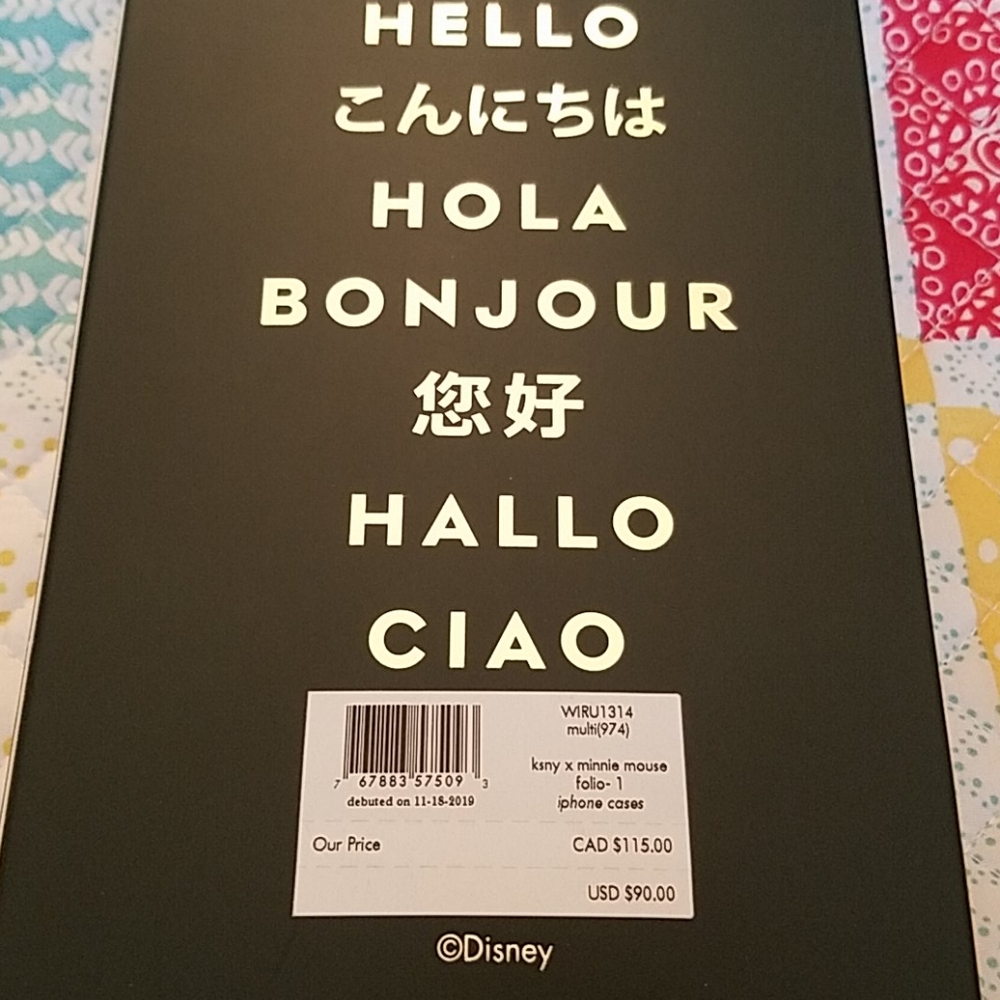 HELLO
こんにちは
HOLA
BONJOUR
您好
HALLO
CIAO
WIRU1314
multi(974)
7 67883 57509 3
debuted on 11-18-2019
ksny x minnie mouse
folio- 1
iphone cases
Our Price CAD $115.00
USD $90.00
©Disney